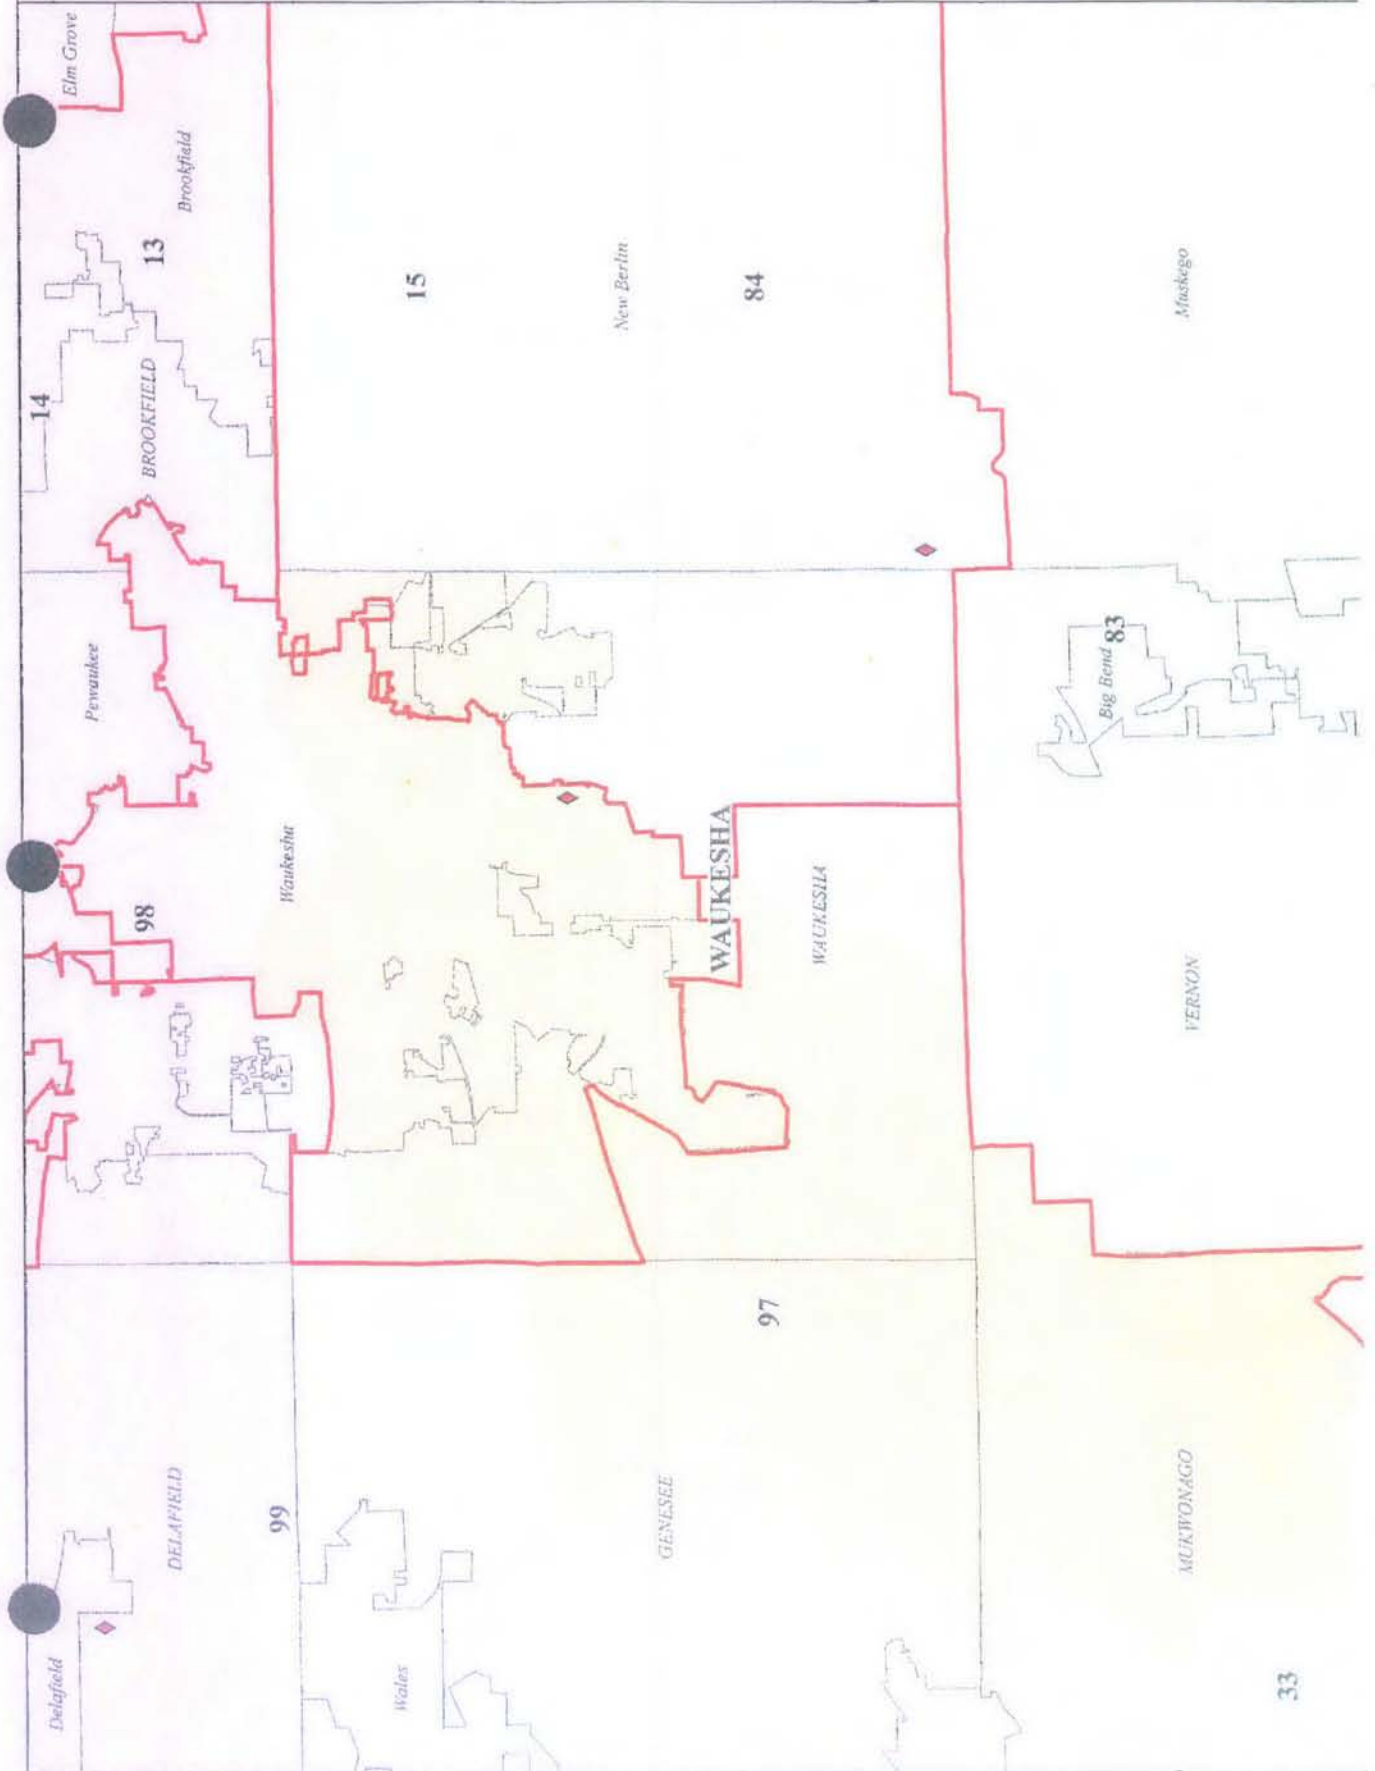 14
Delafield
Elm Grove
Pewaukee
98
BROOKFIELD
13
DELAFIELD
Brookfield
99
Waukesha
Wales
15
New Berlin
GENESEE
WAUKESHA
84
97
WAUKESHA
Big Bend
83
Muskego
MUKWONAGO
VERNON
33